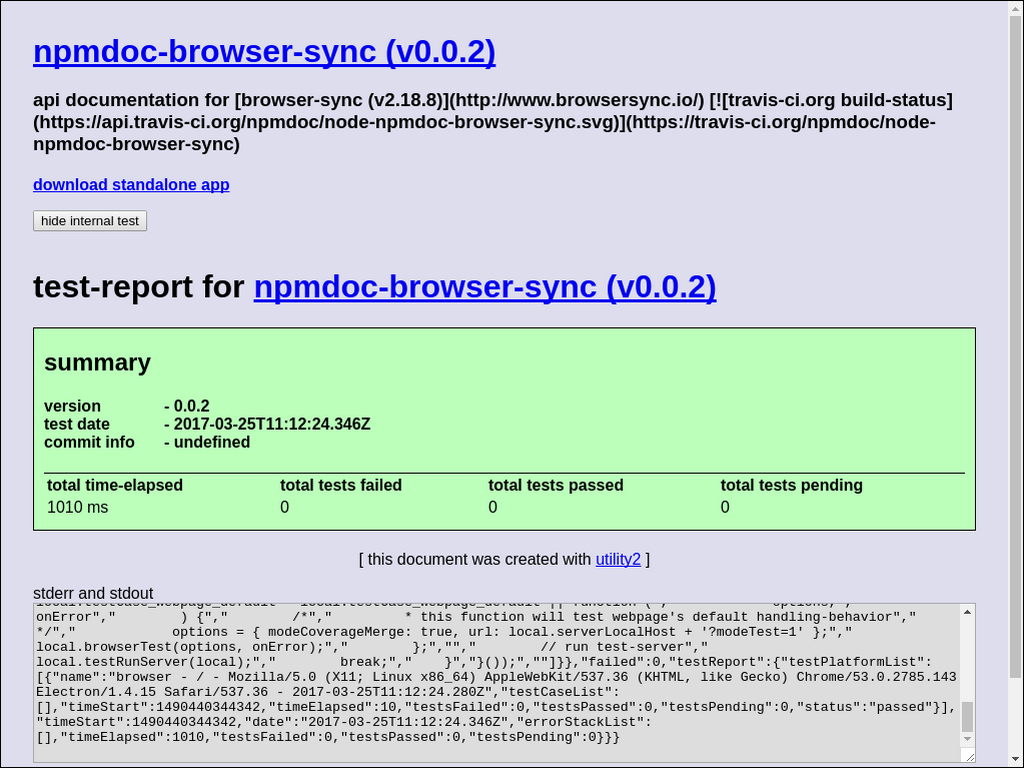 npmdoc-browser-sync (v0.0.2)
api documentation for [browser-sync (v2.18.8)](http://www.browsersync.io/) [![travis-ci.org build-status]
(https://api.travis-ci.org/npmdoc/node-npmdoc-browser-sync.svg)](https://travis-ci.org/npmdoc/node-
npmdoc-browser-sync)
download standalone app
hide internal test
test-report for npmdoc-browser-sync (v0.0.2)
summary
version - 0.0.2
test date - 2017-03-25T11:12:24.346Z
commit info - undefined
total time-elapsed total tests failed total tests passed total tests pending
1010 ms 0 0 0
[ this document was created with utility2 ]
stderr and stdout
onError","        ) {","        /*","         * this function will test webpage's default handling-behavior","
*/","            options = { modeCoverageMerge: true, url: local.serverLocalHost + '?modeTest=1' };","
local.browserTest(options, onError);","        };","","        // run test-server","
local.testRunServer(local);","        break;","    }","}());",""]}},"failed":0,"testReport":{"testPlatformList":
[{"name":"browser - / - Mozilla/5.0 (X11; Linux x86_64) AppleWebKit/537.36 (KHTML, like Gecko) Chrome/53.0.2785.143
Electron/1.4.15 Safari/537.36 - 2017-03-25T11:12:24.280Z","testCaseList":
[],"timeStart":1490440344342,"timeElapsed":10,"testsFailed":0,"testsPassed":0,"testsPending":0,"status":"passed"}],
"timeStart":1490440344342,"date":"2017-03-25T11:12:24.346Z","errorStackList":
[],"timeElapsed":1010,"testsFailed":0,"testsPassed":0,"testsPending":0}}}